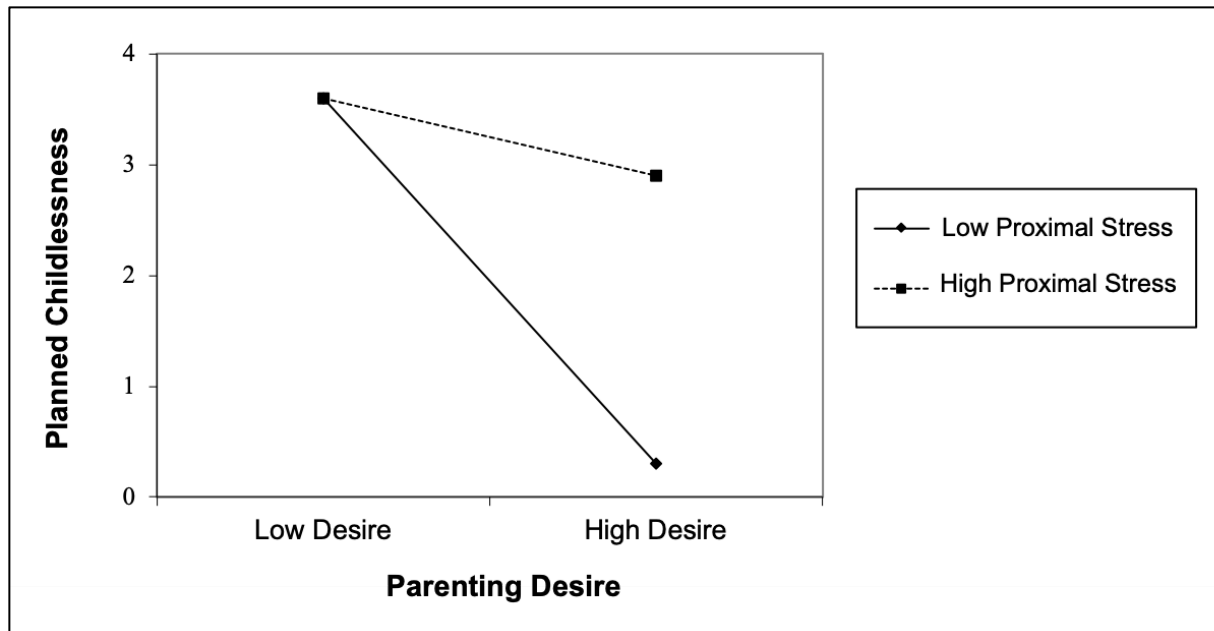 4
3
2
1
0
Planned Childlessness
Low Desire
High Desire
Parenting Desire
Low Proximal Stress
High Proximal Stress